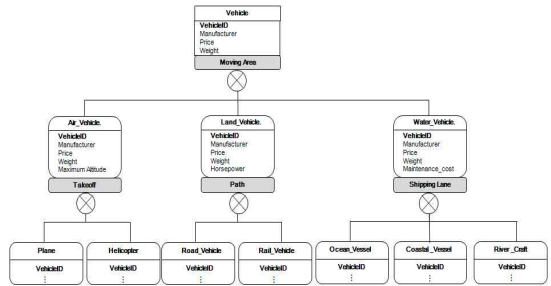 Vehicle
VehicleID
Manufacturer
Price
Weight
Moving Area
Air_Vehicle.
VehicleID
Manufacturer
Price
Weight
Maximum Altitude
Takeoff
Land_Vehicle.
VehicleID
Manufacturer
Price
Weight
Horsepower
Path
Water_Vehicle.
VehicleID
Manufacturer
Price
Weight
Maintenance_cost
Shipping Lane
Plane
VehicleID
⋮
Helicopter
VehicleID
⋮
Road_Vehicle
VehicleID
⋮
Rail_Vehicle
VehicleID
⋮
Ocean_Vessel
VehicleID
⋮
Coastal_Vessel
VehicleID
⋮
River_Craft
VehicleID
⋮